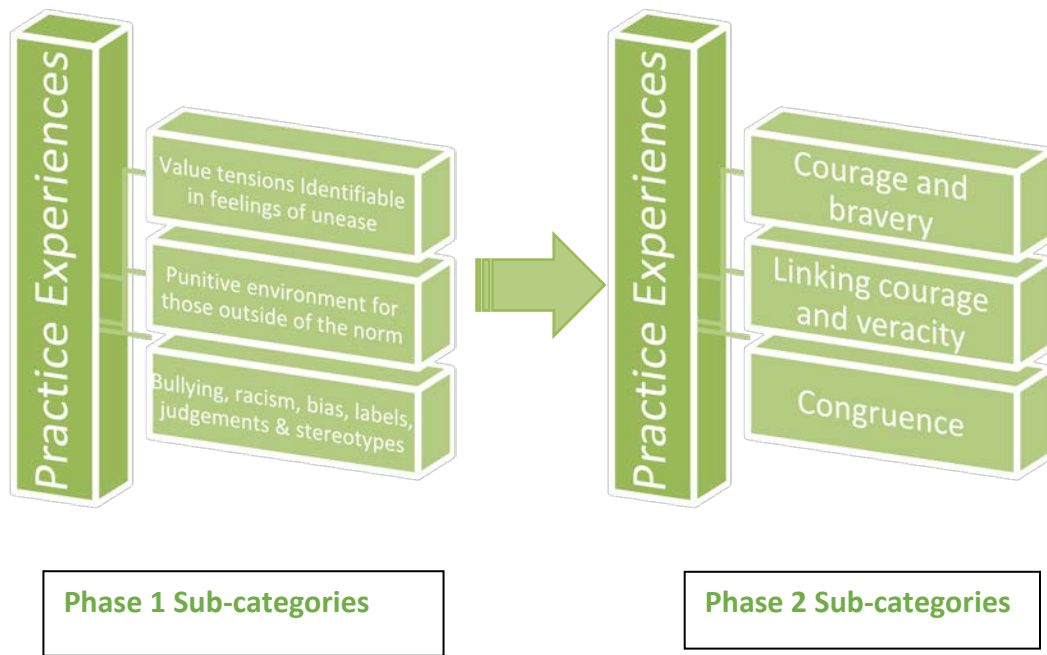 Practice Experiences
Value tensions Identifiable
in feelings of unease
Punitive environment for
those outside of the norm
Bullying, racism, bias, labels,
judgements & stereotypes
Phase 1 Sub-categories
Practice Experiences
Courage and
bravery
Linking courage
and veracity
Congruence
Phase 2 Sub-categories